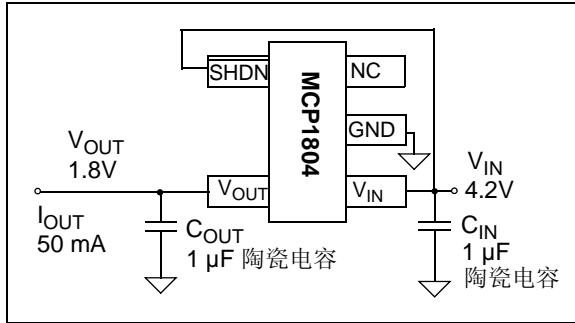 SHDN
MCP1804
NC
GND
VOUT
1.8V
VOUT
VIN
VIN
4.2V
IOUT
50 mA
COUT
1 µF 陶瓷电容
CIN
1 µF
陶瓷电容